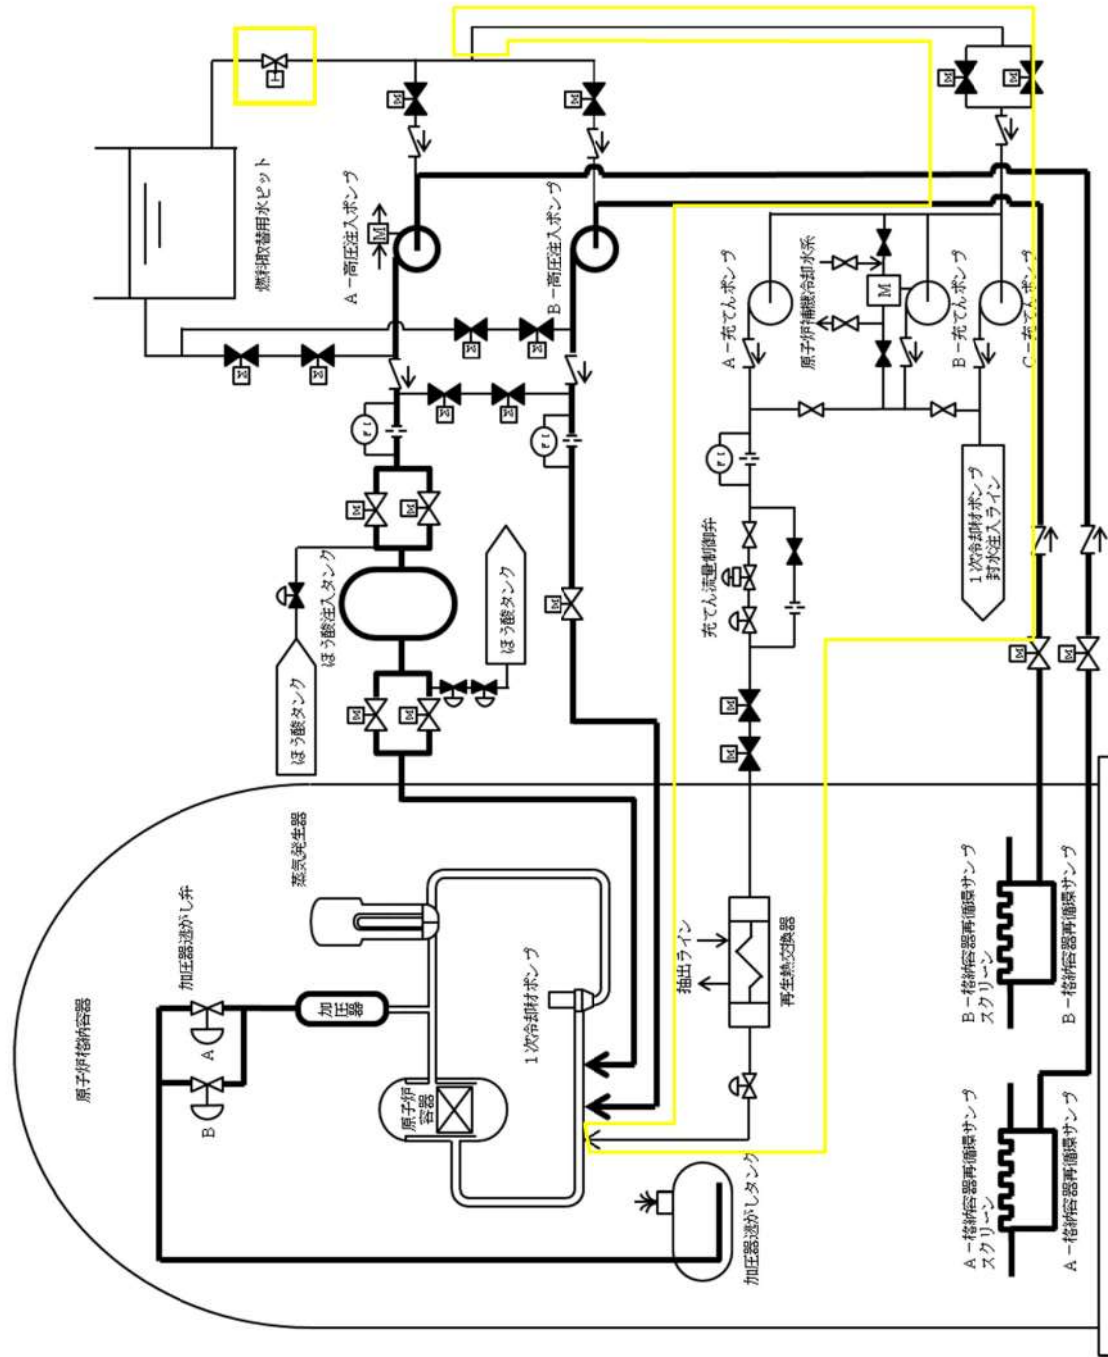 燃料取替用水ピット
A－高圧注入ポンプ
M
B－高圧注入ポンプ
M
M
M
M
M
M
M
M
M
M
FI
FI
M
M
ほう酸タンク
ほう酸注入タンク
ほう酸タンク
M
M
M
A－充てんポンプ
原子炉補機冷却水系
M
B－充てんポンプ
C－充てんポンプ
FI
充てん流量制御弁
1次冷却材ポンプ
封水注入ライン
M
M
M
M
原子炉格納容器
加圧器逃がし弁
A
B
蒸気発生器
加圧器
原子炉
容器
1次冷却材ポンプ
抽出ライン
再生熱交換器
加圧器逃がしタンク
B－格納容器再循環サンプ
スクリーン
B－格納容器再循環サンプ
A－格納容器再循環サンプ
スクリーン
A－格納容器再循環サンプ